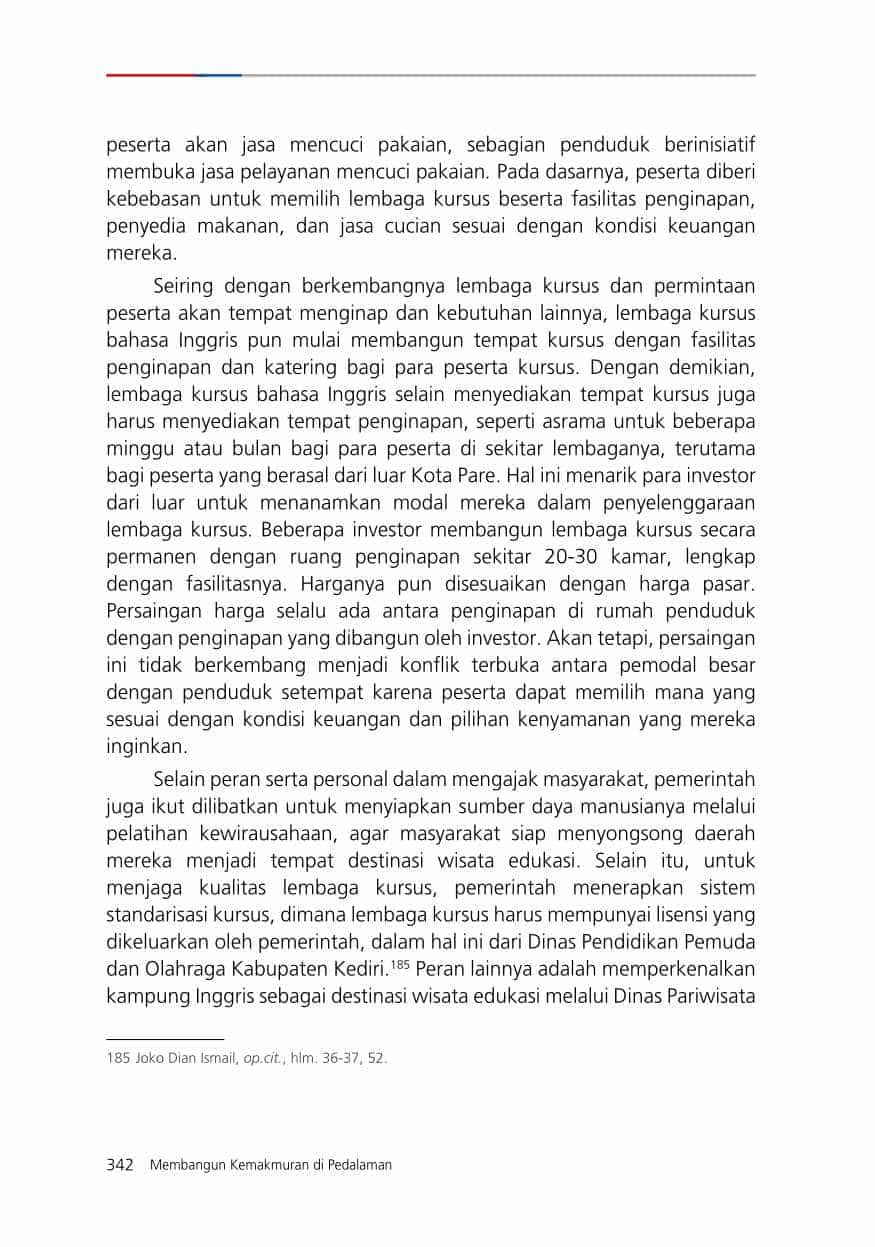 peserta akan jasa mencuci pakaian, sebagian penduduk berinisiatif
membuka jasa pelayanan mencuci pakaian. Pada dasarnya, peserta diberi
kebebasan untuk memilih lembaga kursus beserta fasilitas penginapan,
penyedia makanan, dan jasa cucian sesuai dengan kondisi keuangan
mereka.
Seiring dengan berkembangnya lembaga kursus dan permintaan
peserta akan tempat menginap dan kebutuhan lainnya, lembaga kursus
bahasa Inggris pun mulai membangun tempat kursus dengan fasilitas
penginapan dan katering bagi para peserta kursus. Dengan demikian,
lembaga kursus bahasa Inggris selain menyediakan tempat kursus juga
harus menyediakan tempat penginapan, seperti asrama untuk beberapa
minggu atau bulan bagi para peserta di sekitar lembaganya, terutama
bagi peserta yang berasal dari luar Kota Pare. Hal ini menarik para investor
dari luar untuk menanamkan modal mereka dalam penyelenggaraan
lembaga kursus. Beberapa investor membangun lembaga kursus secara
permanen dengan ruang penginapan sekitar 20-30 kamar, lengkap
dengan fasilitasnya. Harganya pun disesuaikan dengan harga pasar.
Persaingan harga selalu ada antara penginapan di rumah penduduk
dengan penginapan yang dibangun oleh investor. Akan tetapi, persaingan
ini tidak berkembang menjadi konflik terbuka antara pemodal besar
dengan penduduk setempat karena peserta dapat memilih mana yang
sesuai dengan kondisi keuangan dan pilihan kenyamanan yang mereka
inginkan.
Selain peran serta personal dalam mengajak masyarakat, pemerintah
juga ikut dilibatkan untuk menyiapkan sumber daya manusianya melalui
pelatihan kewirausahaan, agar masyarakat siap menyongsong daerah
mereka menjadi tempat destinasi wisata edukasi. Selain itu, untuk
menjaga kualitas lembaga kursus, pemerintah menerapkan sistem
standarisasi kursus, dimana lembaga kursus harus mempunyai lisensi yang
dikeluarkan oleh pemerintah, dalam hal ini dari Dinas Pendidikan Pemuda
dan Olahraga Kabupaten Kediri.185 Peran lainnya adalah memperkenalkan
kampung Inggris sebagai destinasi wisata edukasi melalui Dinas Pariwisata
185 Joko Dian Ismail, op.cit., hlm. 36-37, 52.
342 Membangun Kemakmuran di Pedalaman